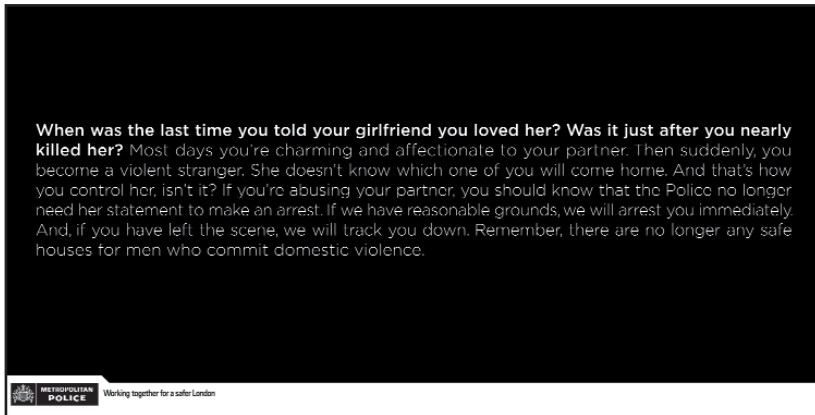 When was the last time you told your girlfriend you loved her? Was it just after you nearly
killed her? Most days you're charming and affectionate to your partner. Then suddenly, you
become a violent stranger. She doesn't know which one of you will come home. And that's how
you control her, isn't it? If you're abusing your partner, you should know that the Police no longer
need her statement to make an arrest. If we have reasonable grounds, we will arrest you immediately.
And, if you have left the scene, we will track you down. Remember, there are no longer any safe
houses for men who commit domestic violence.
METROPOLITAN
POLICE
Working together for a safer London